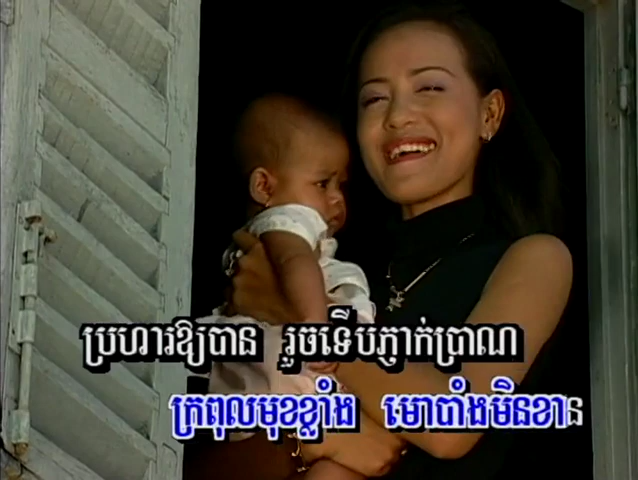 ប្រហារឱ្យបាន រួចទើបភ្ញាក់ប្រាណ
ក្រពុលមុខខ្លាំង មោបាំងមិនខាន